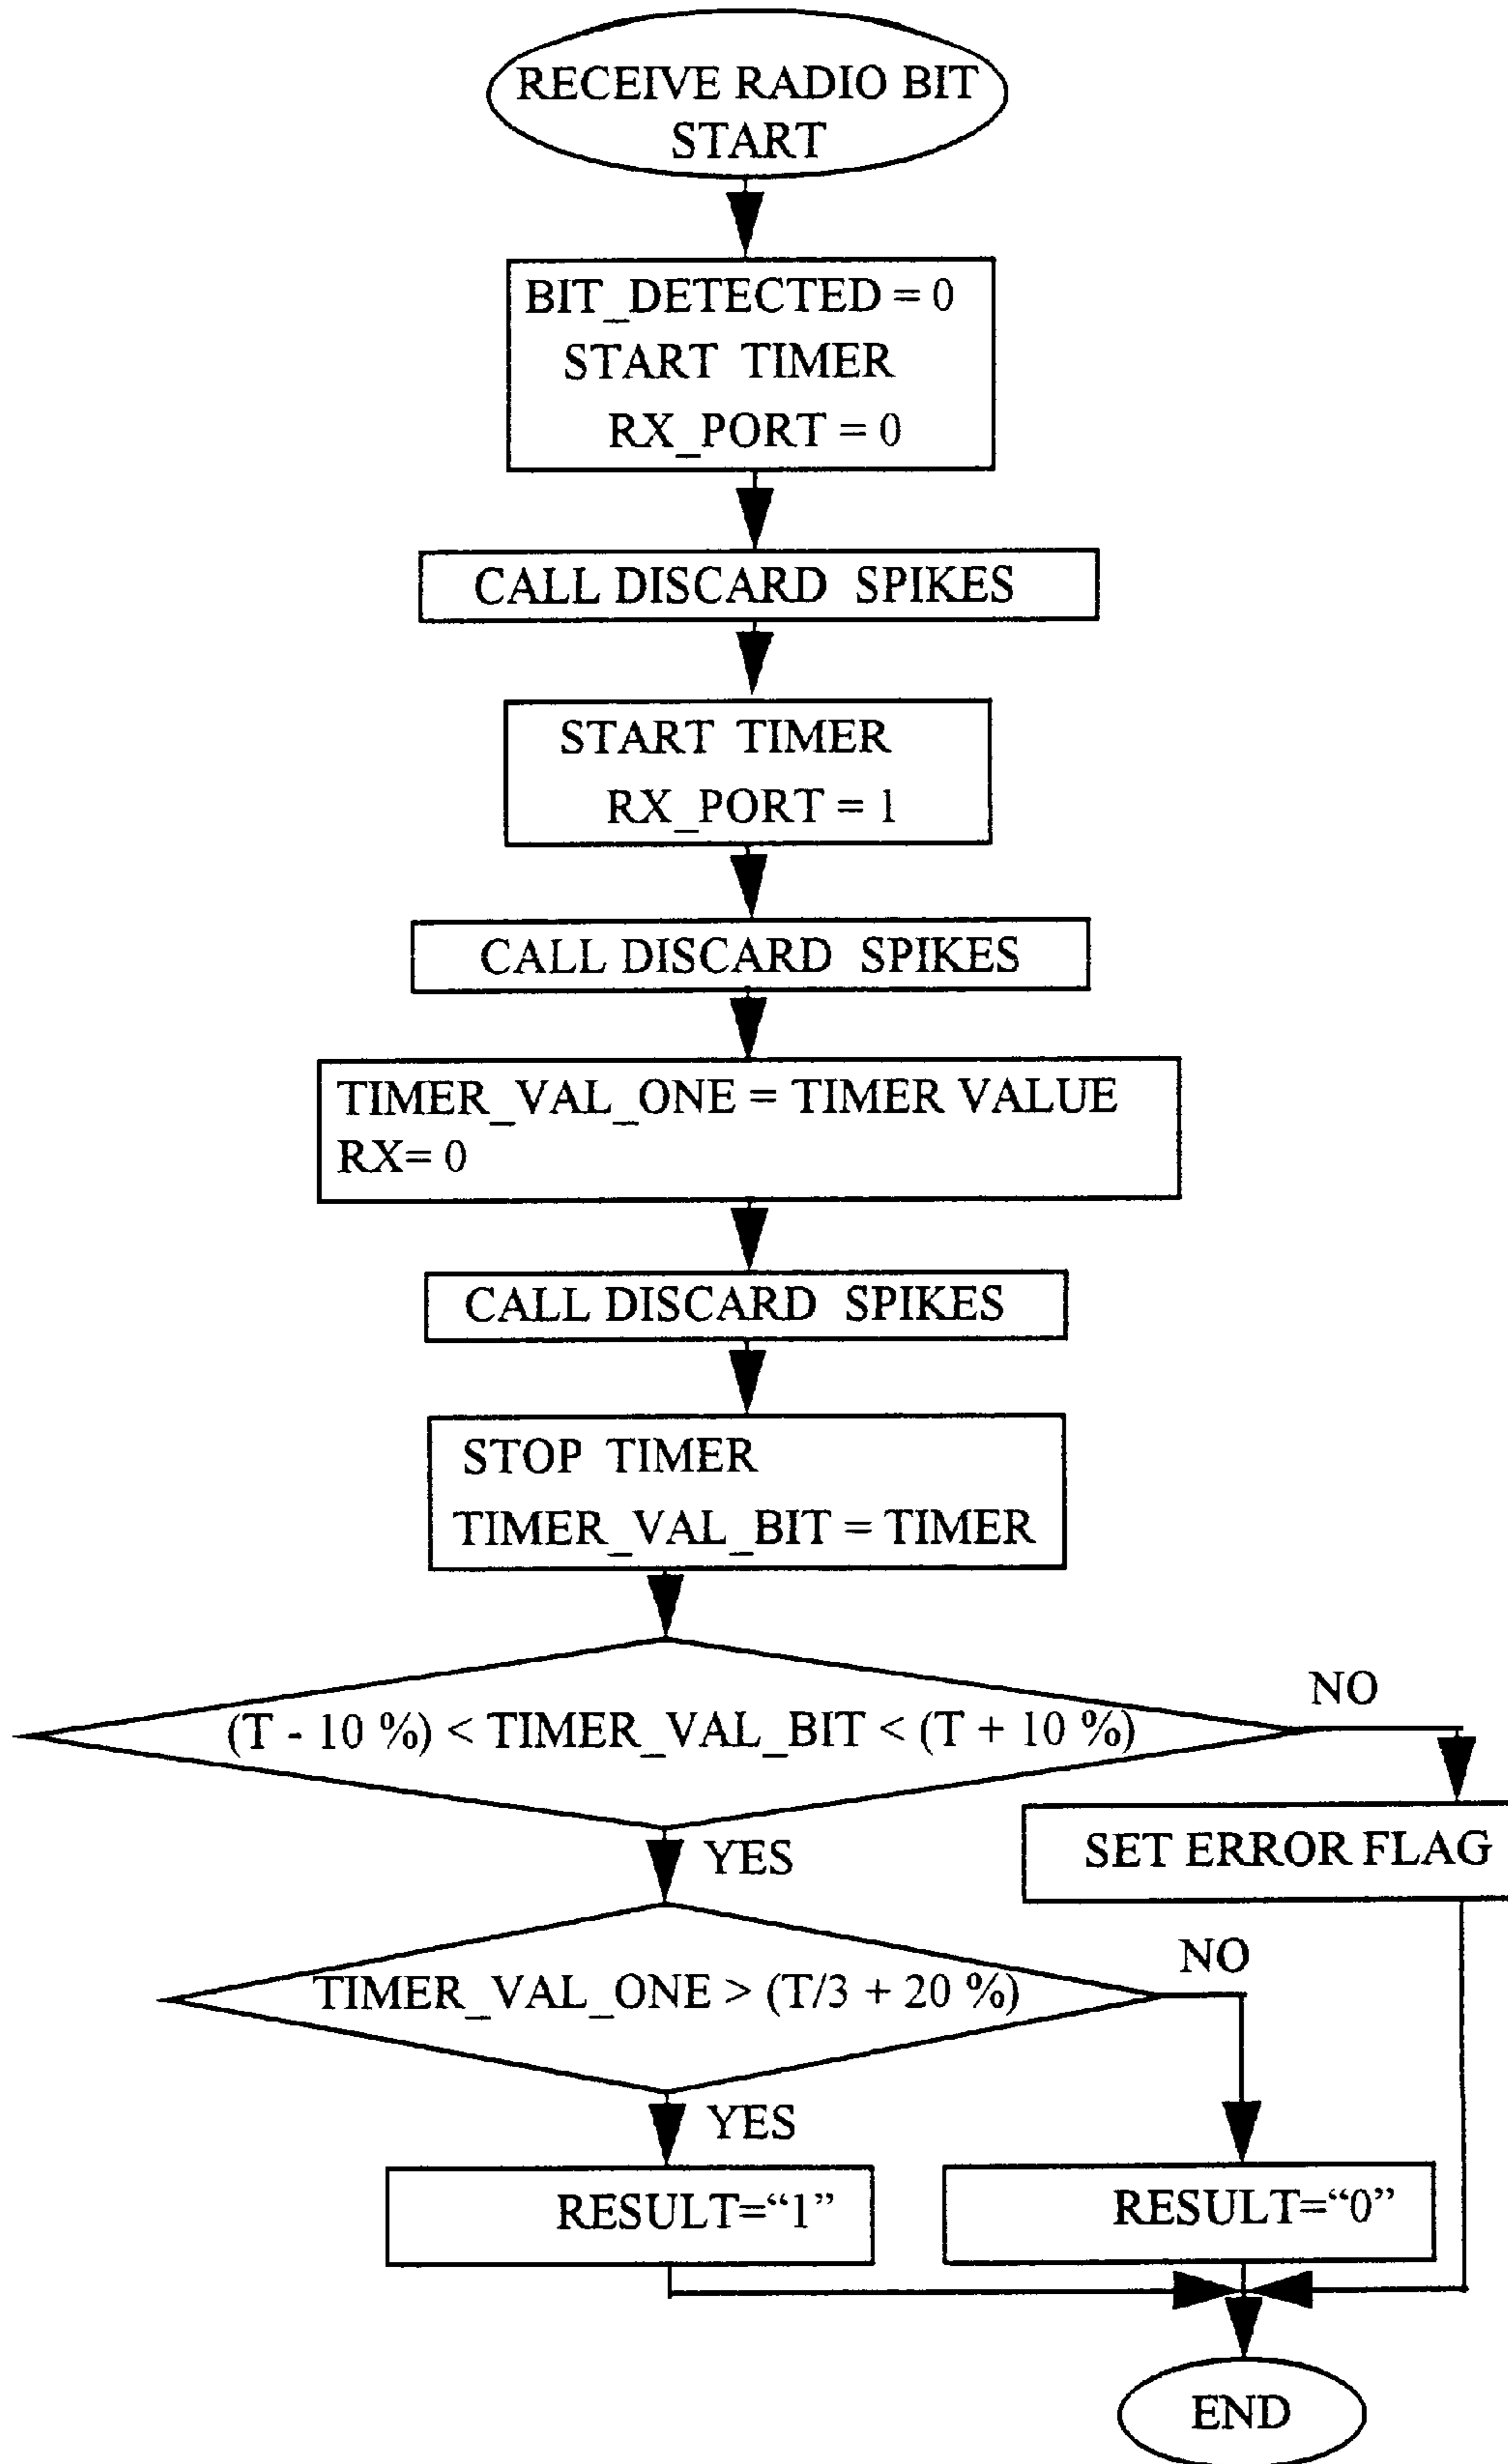 RECEIVE RADIO BIT
START
BIT_DETECTED = 0
START TIMER
RX_PORT = 0
CALL DISCARD SPIKES
START TIMER
RX_PORT = 1
CALL DISCARD SPIKES
TIMER_VAL_ONE = TIMER VALUE
RX= 0
CALL DISCARD SPIKES
STOP TIMER
TIMER_VAL_BIT = TIMER
(T - 10 %) < TIMER_VAL_BIT < (T + 10 %)
NO
SET ERROR FLAG
YES
TIMER_VAL_ONE > (T/3 + 20 %)
NO
YES
RESULT=“1”
RESULT=“0”
END